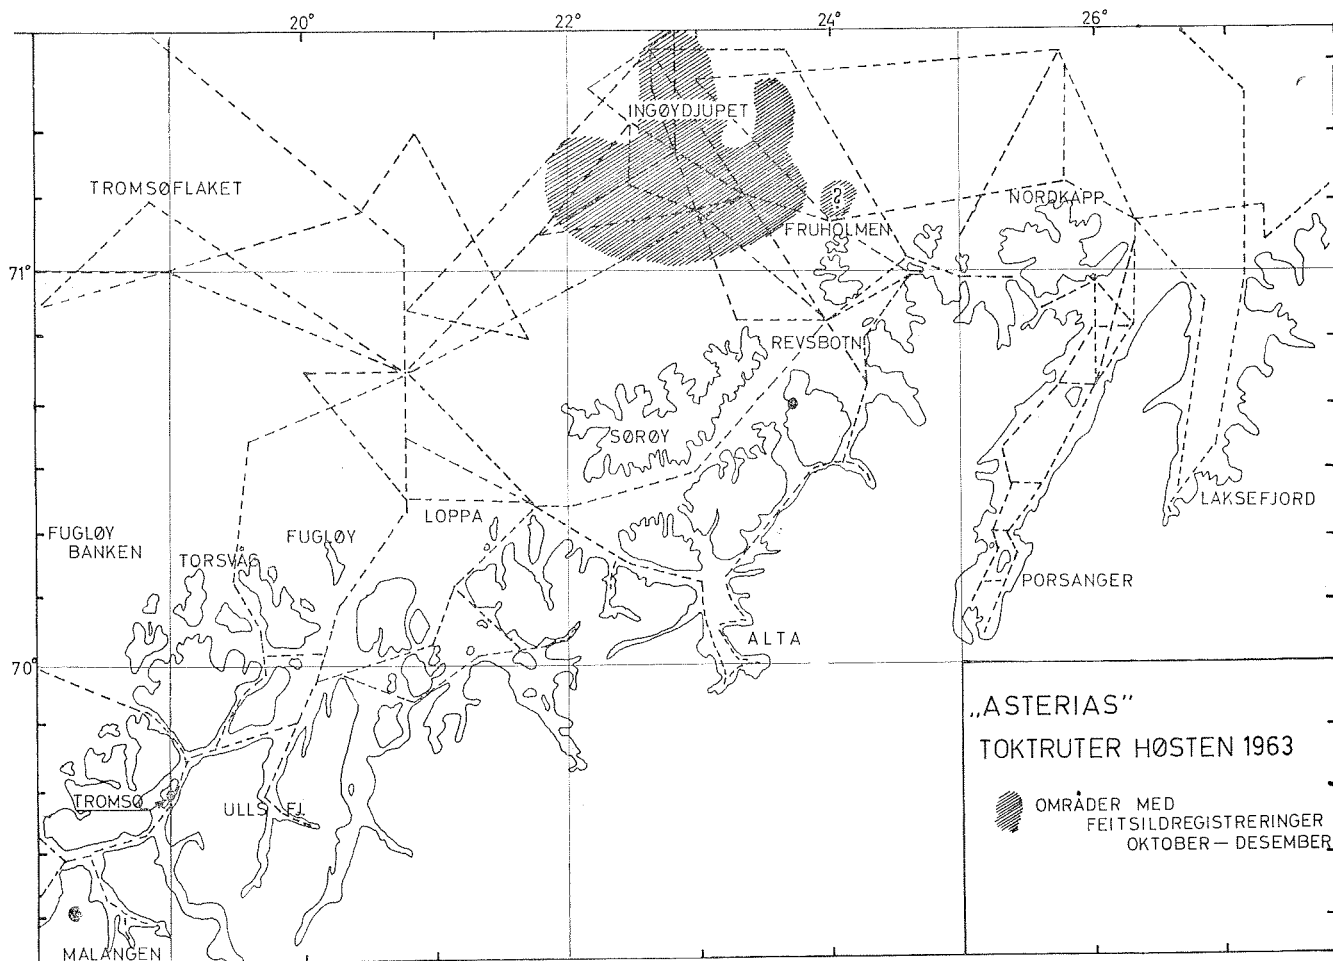 20° 22° 24° 26°
INGØYDJUPET
TROMSØFLAKET
?
NORDKAPP
FRUHOLMEN
71°
REVSBOTN
SØRØY
LAKSEFJORD
LOPPA
FUGLØY
BANKEN
FUGLØY
TORSVÅG
PORSANGER
ALTA
70°
„ASTERIAS”
TOKTRUTER HØSTEN 1963
TROMSØ
ULLS FJ.
OMRÅDER MED
FEITSILDREGISTRERINGER
OKTOBER — DESEMBER
MALANGEN